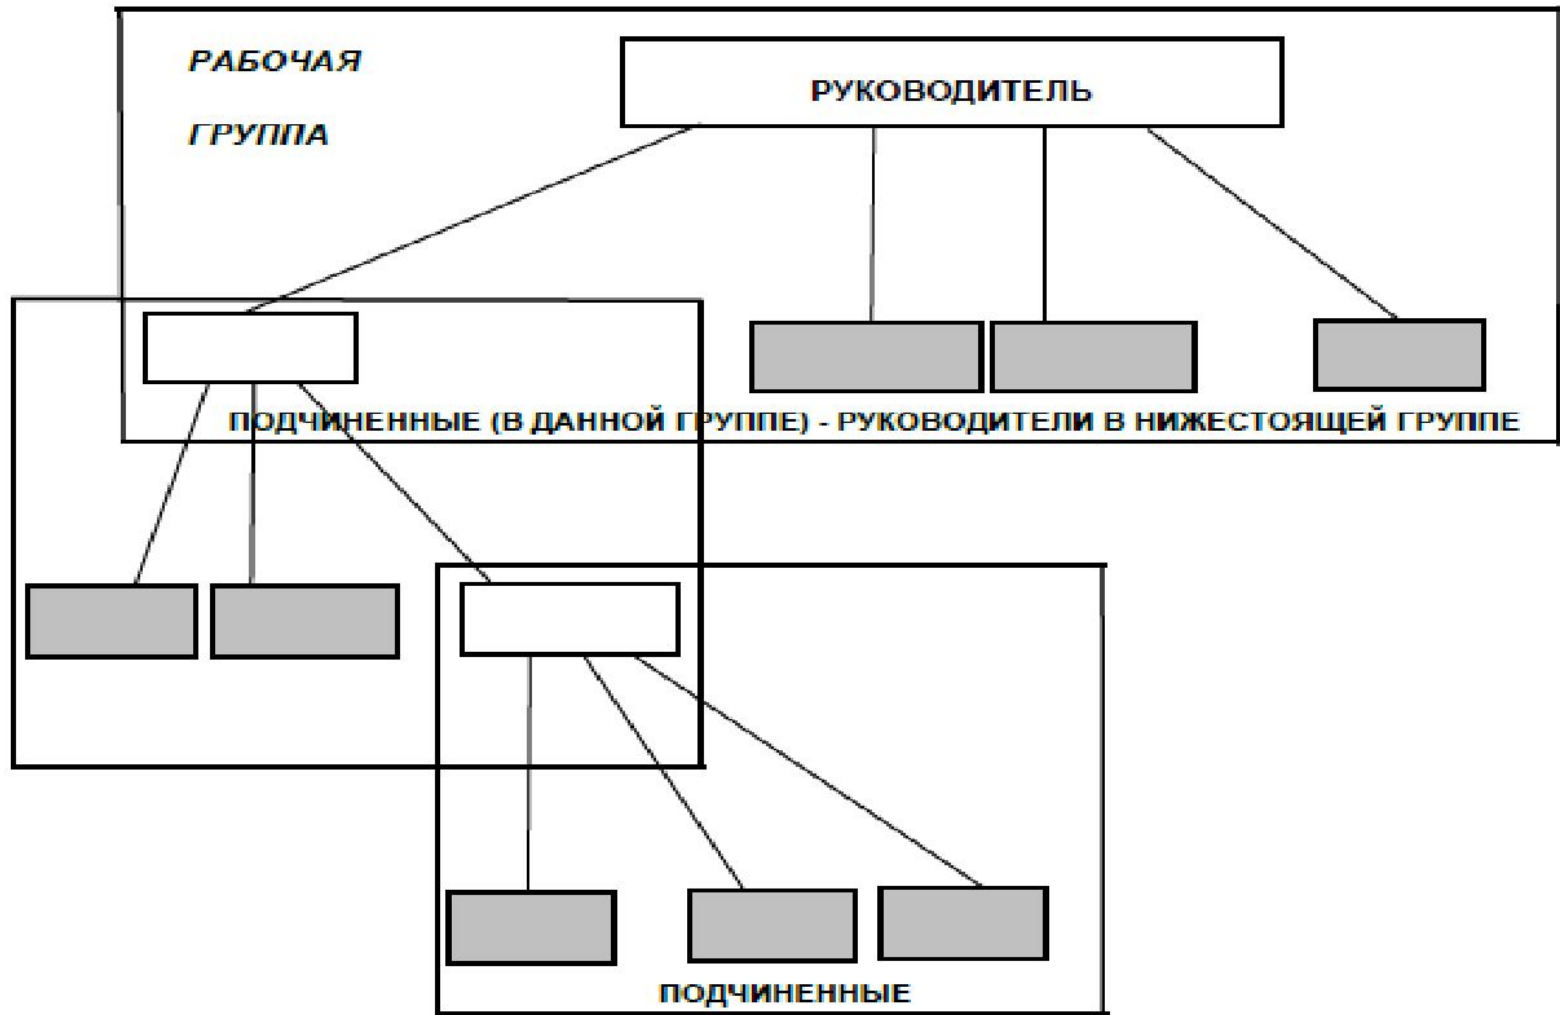 РАБОЧАЯ
ГРУППА
РУКОВОДИТЕЛЬ
ПОДЧИНЕННЫЕ (В ДАННОЙ ГРУППЕ) - РУКОВОДИТЕЛИ В НИЖЕСТОЯЩЕЙ ГРУППЕ
ПОДЧИНЕННЫЕ